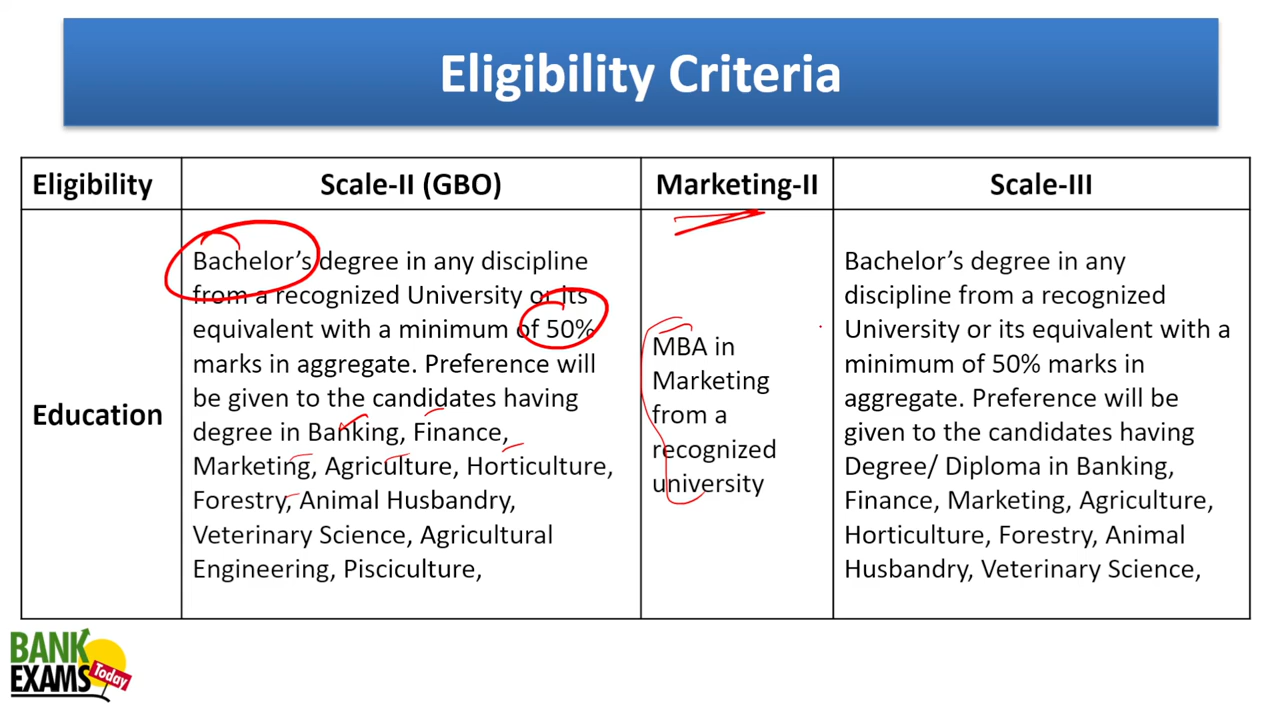 Eligibility Criteria
Eligibility
Scale-II (GBO)
Marketing-II
Scale-III
Education
Bachelor's degree in any discipline
from a recognized University or its
equivalent with a minimum of 50%
marks in aggregate. Preference will
be given to the candidates having
degree in Banking, Finance,
Marketing, Agriculture, Horticulture,
Forestry, Animal Husbandry,
Veterinary Science, Agricultural
Engineering, Pisciculture,
MBA in
Marketing
from a
recognized
university
Bachelor's degree in any
discipline from a recognized
University or its equivalent with a
minimum of 50% marks in
aggregate. Preference will be
given to the candidates having
Degree/ Diploma in Banking,
Finance, Marketing, Agriculture,
Horticulture, Forestry, Animal
Husbandry, Veterinary Science,
BANK
EXAMS
Today